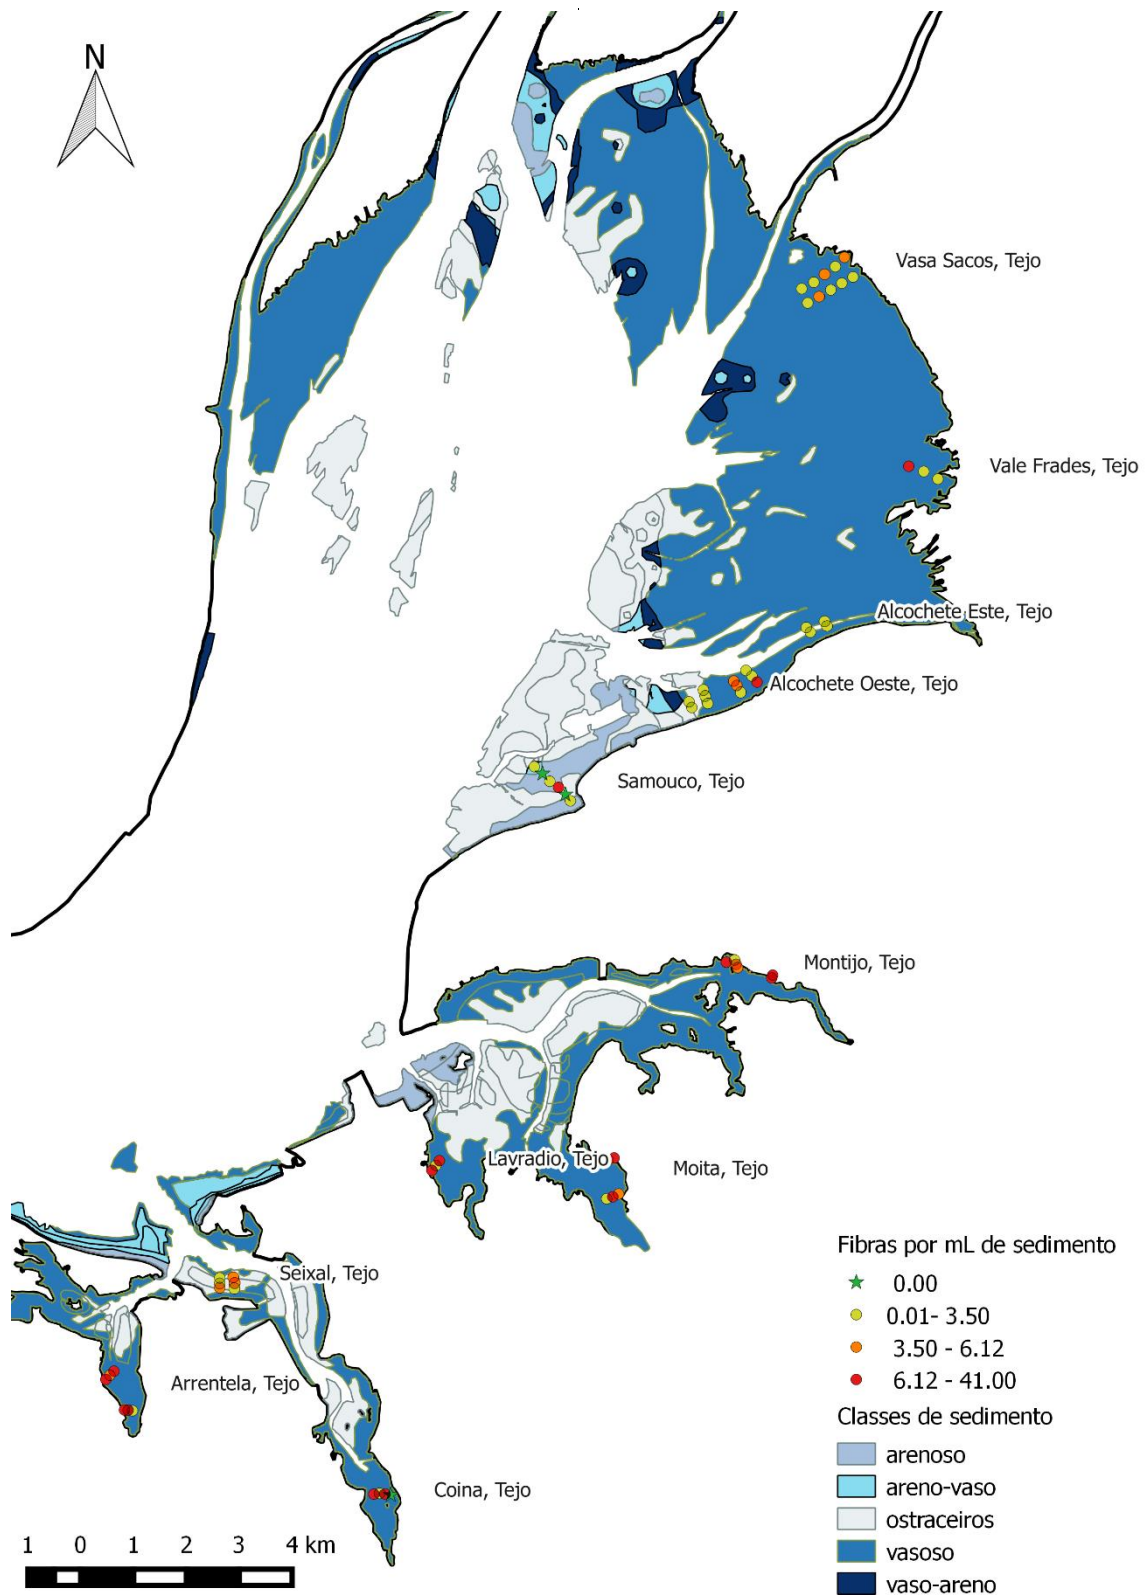 N
Vasa Sacos, Tejo
Vale Frades, Tejo
Alcochete Este, Tejo
Alcochete Oeste, Tejo
Samouco, Tejo
Montijo, Tejo
Lavradio, Tejo
Moita, Tejo
Seixal, Tejo
Arrentela, Tejo
Coina, Tejo
Fibras por mL de sedimento
0.00
0.01- 3.50
3.50 - 6.12
6.12 - 41.00
Classes de sedimento
arenoso
areno-vaso
ostraceiros
vasoso
vaso-areno
1 0 1 2 3 4 km